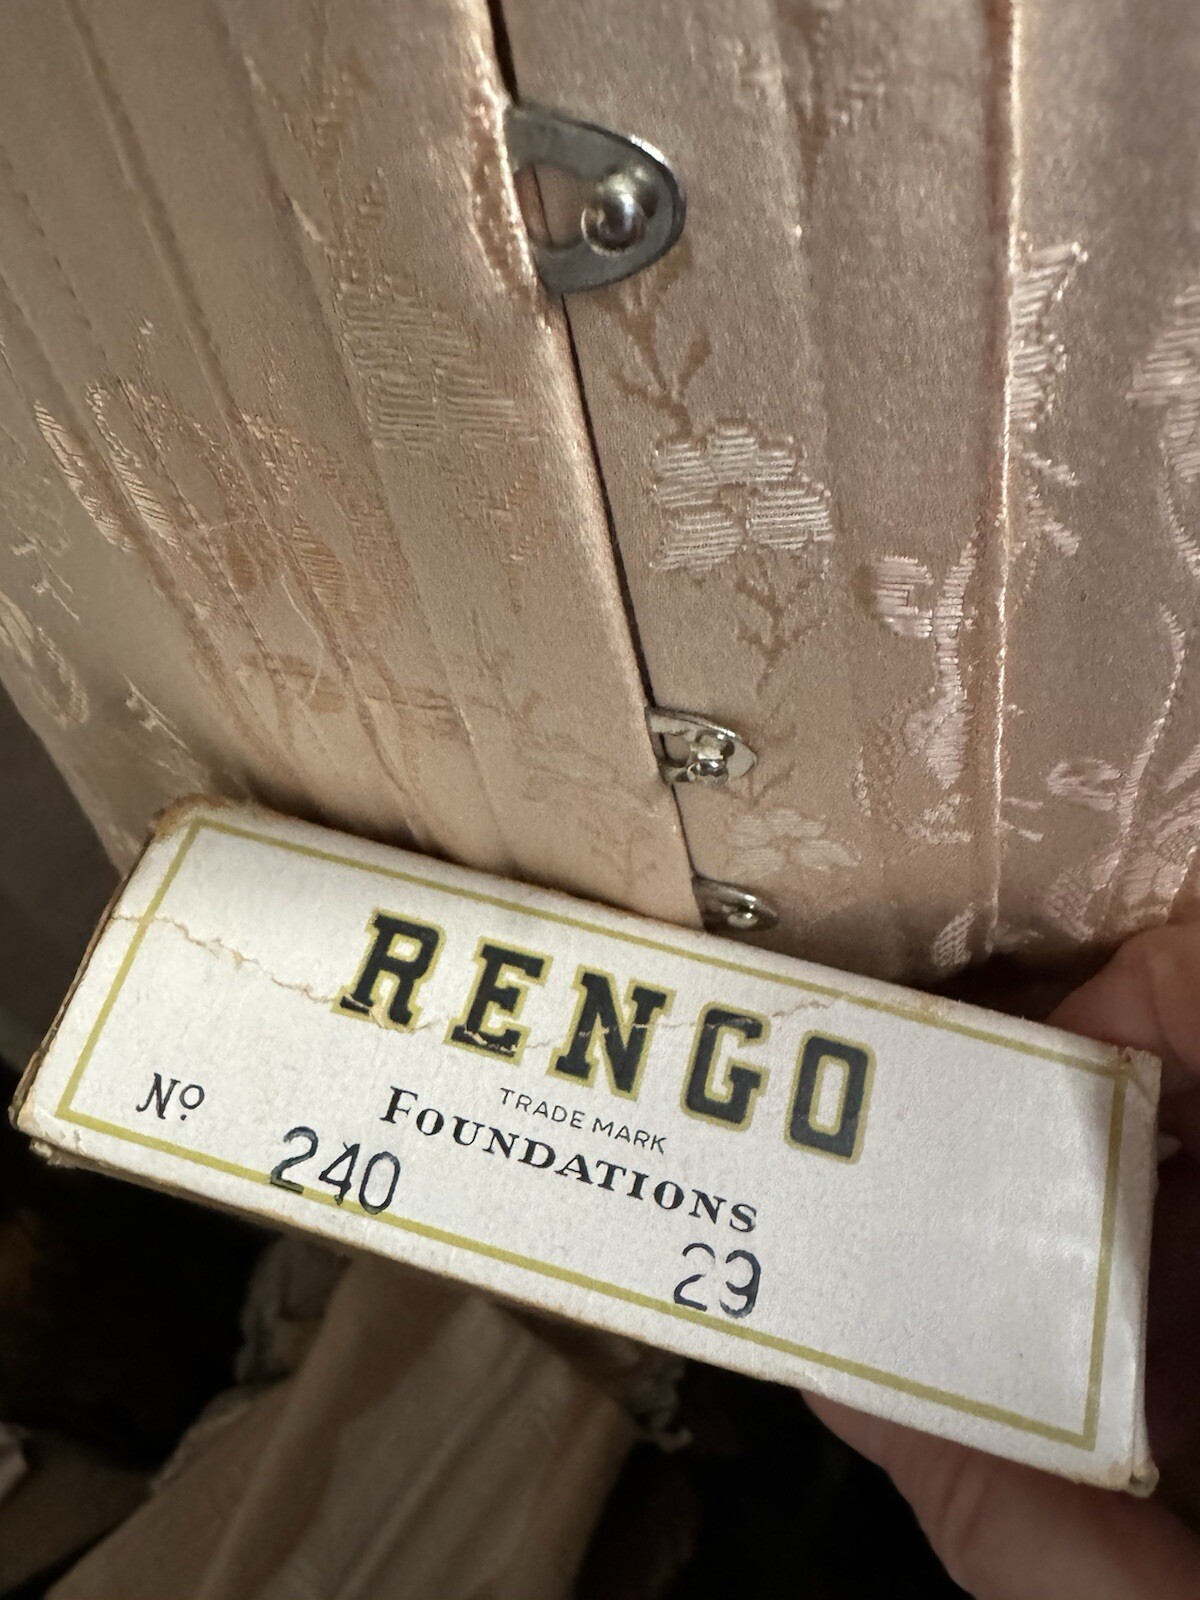 RENGO
TRADE MARK
FOUNDATIONS
No
240
29